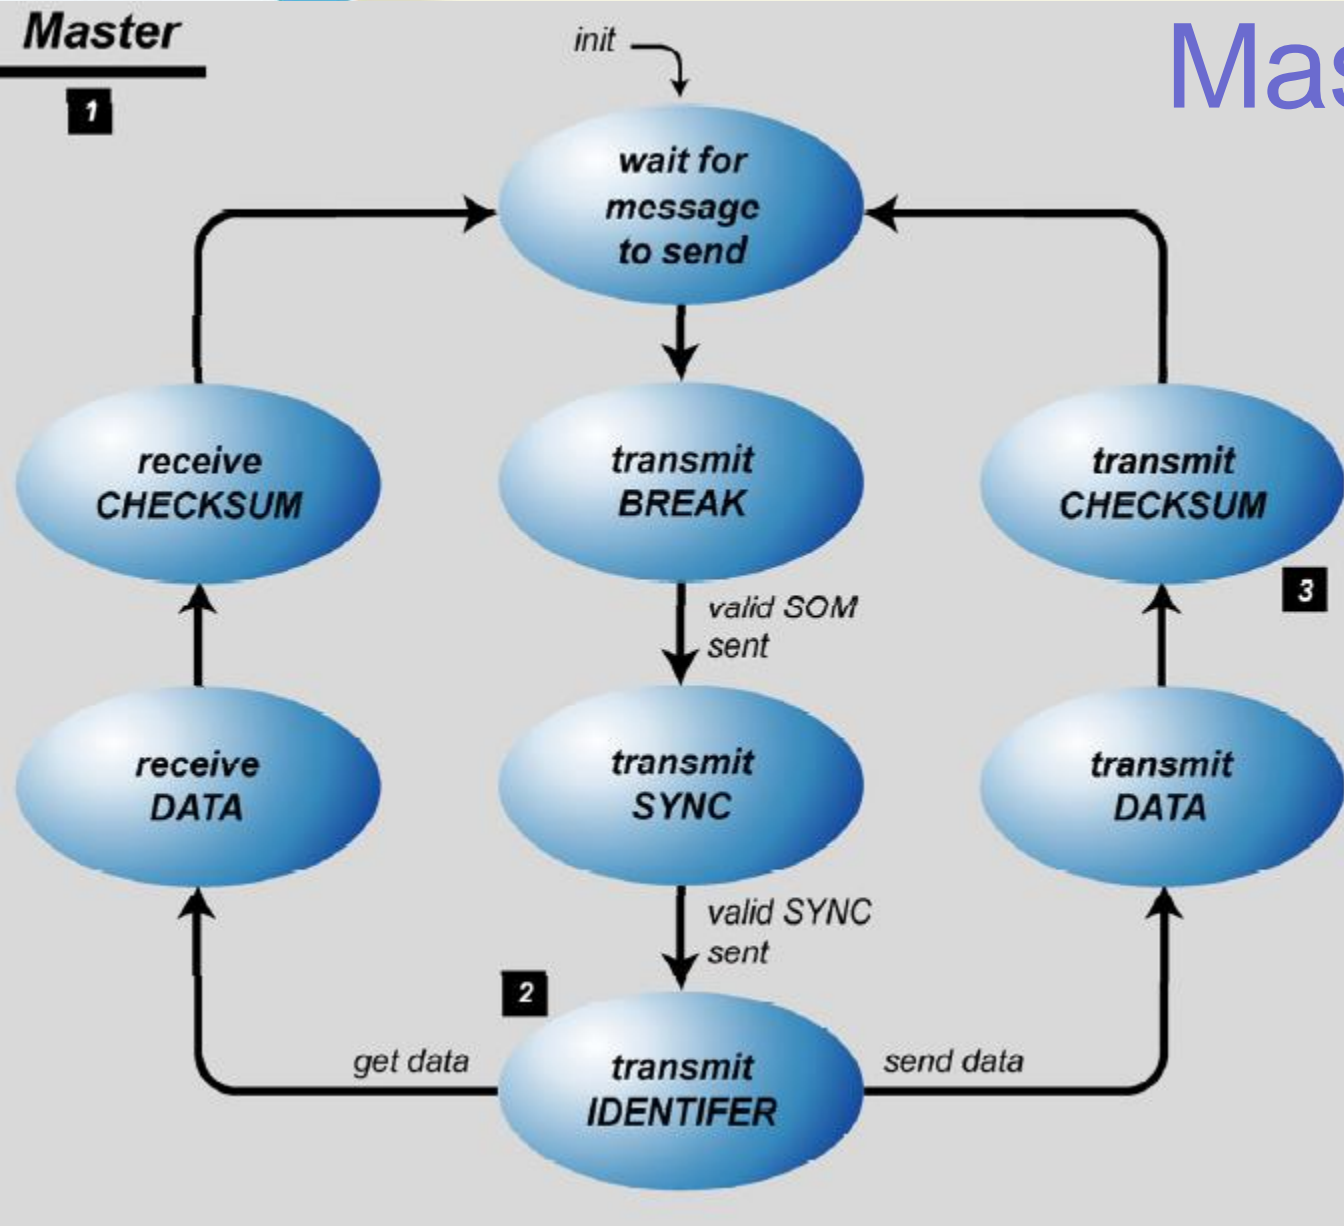 Master
Mas
init
1
wait for
message
to send
receive
CHECKSUM
transmit
BREAK
transmit
CHECKSUM
3
valid SOM
sent
receive
DATA
transmit
SYNC
transmit
DATA
valid SYNC
sent
2
get data
transmit
IDENTIFER
send data